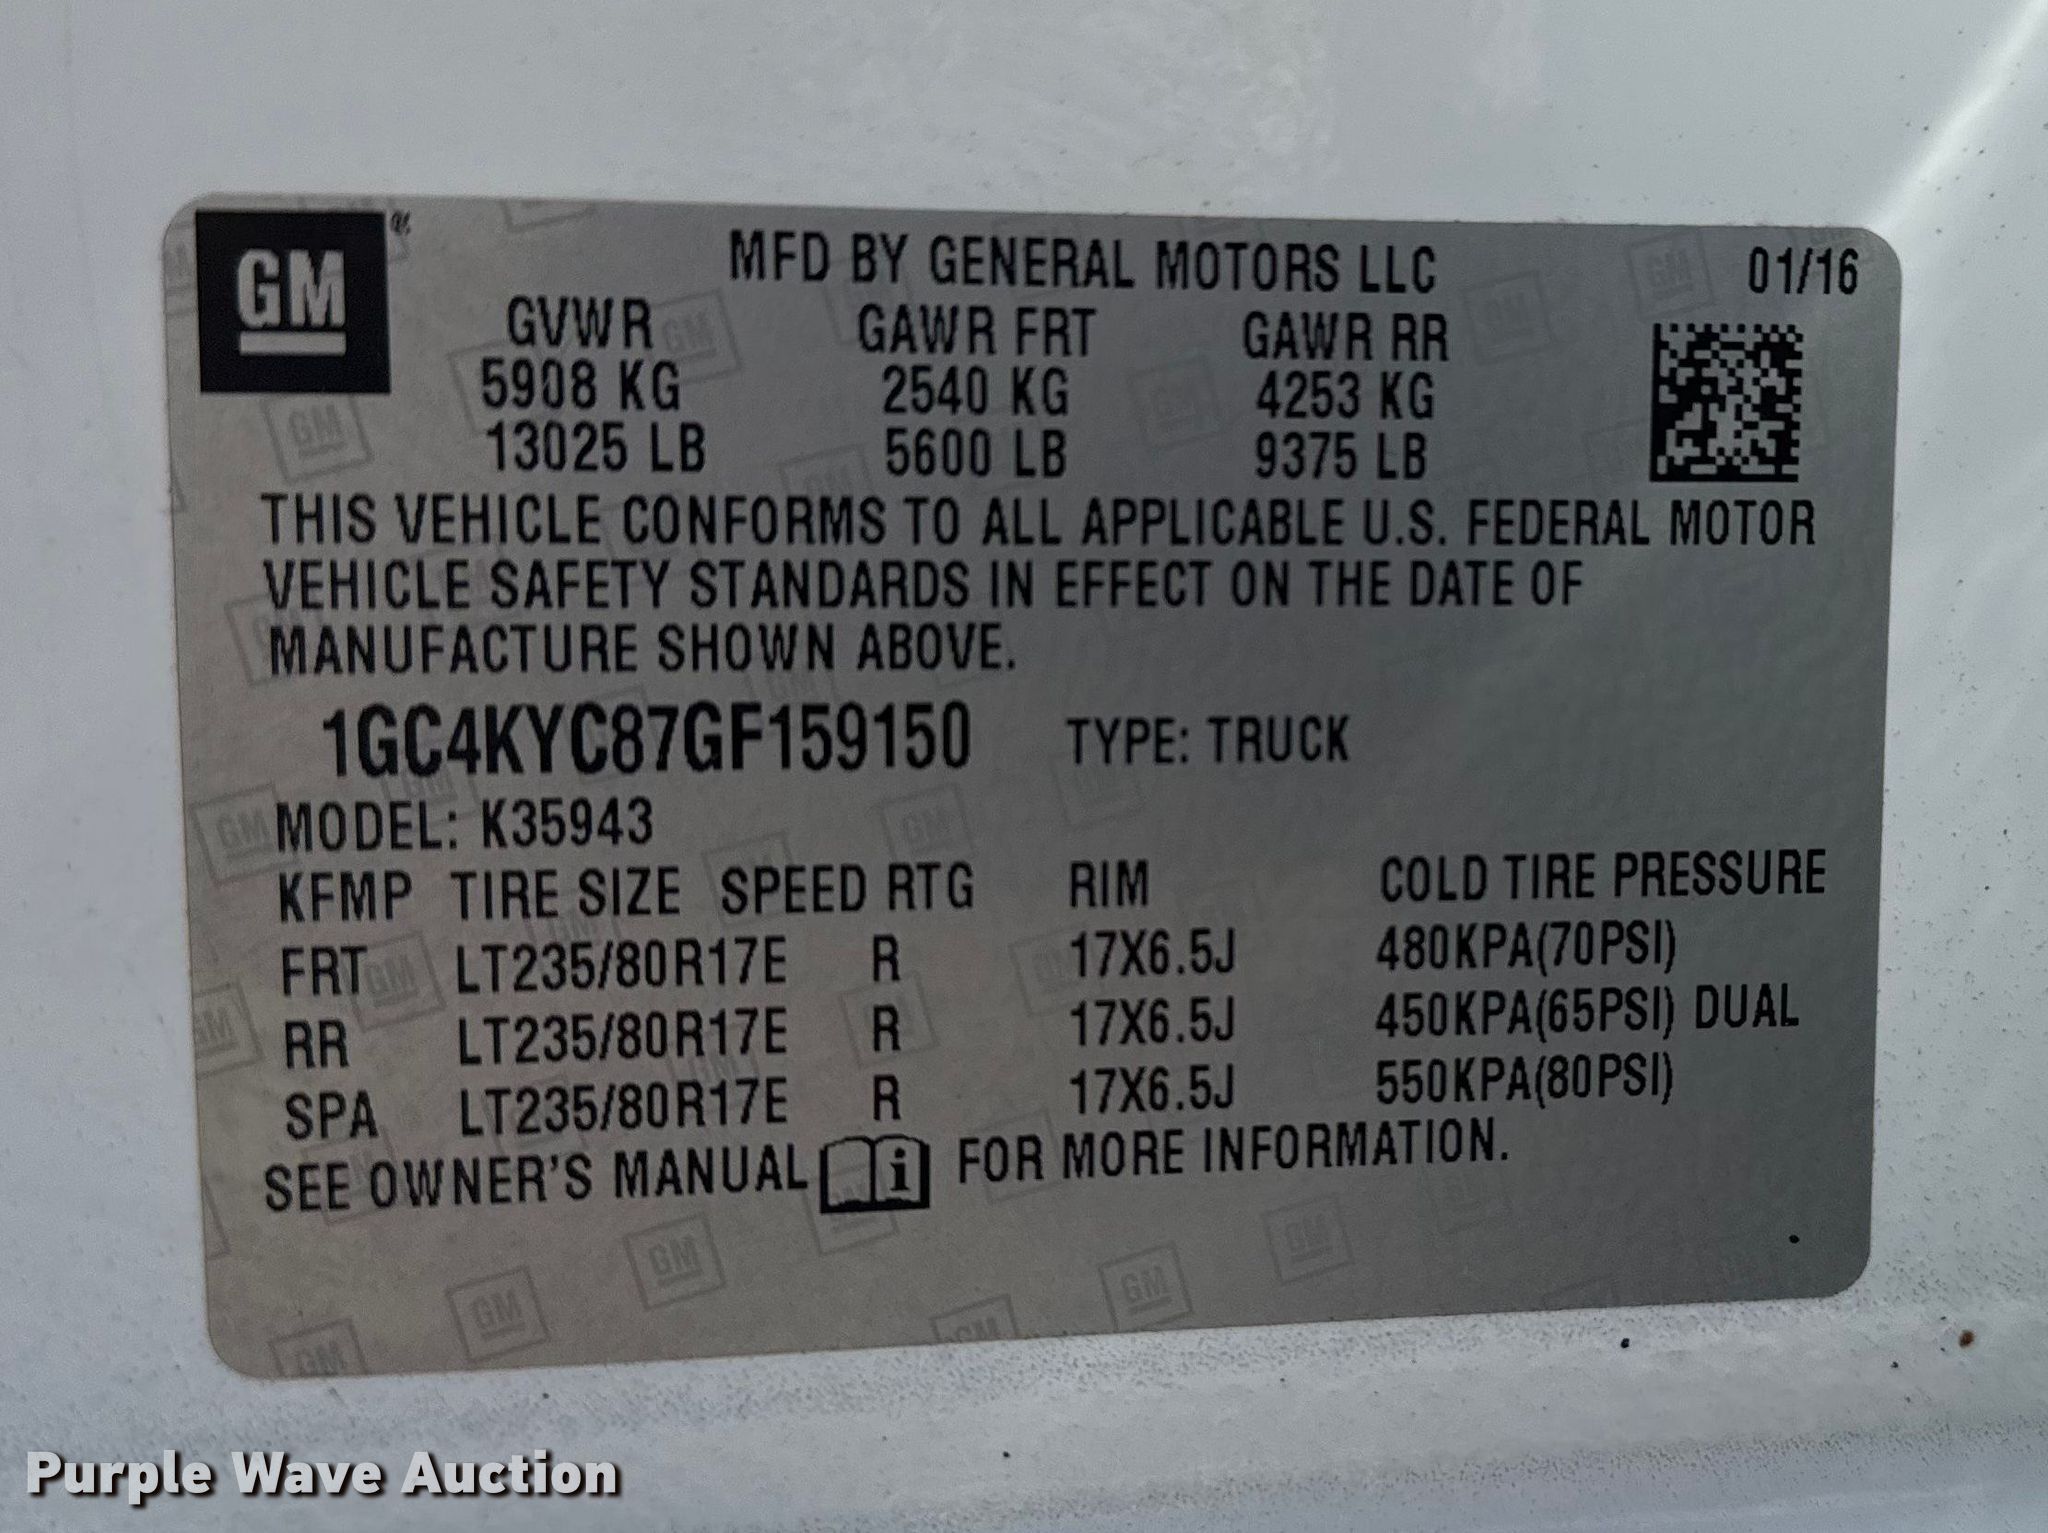 GM
MFD BY GENERAL MOTORS LLC 01/16
GVWR GAWR FRT GAWR RR
5908 KG 2540 KG 4253 KG
13025 LB 5600 LB 9375 LB
THIS VEHICLE CONFORMS TO ALL APPLICABLE U.S. FEDERAL MOTOR
VEHICLE SAFETY STANDARDS IN EFFECT ON THE DATE OF
MANUFACTURE SHOWN ABOVE.
1GC4KYC87GF159150 TYPE: TRUCK
MODEL: K35943
KFMP TIRE SIZE SPEED RTG RIM COLD TIRE PRESSURE
FRT LT235/80R17E R 17X6.5J 480KPA(70PSI)
RR LT235/80R17E R 17X6.5J 450KPA(65PSI) DUAL
SPA LT235/80R17E R 17X6.5J 550KPA(80PSI)
SEE OWNER'S MANUAL i FOR MORE INFORMATION.
Purple Wave Auction